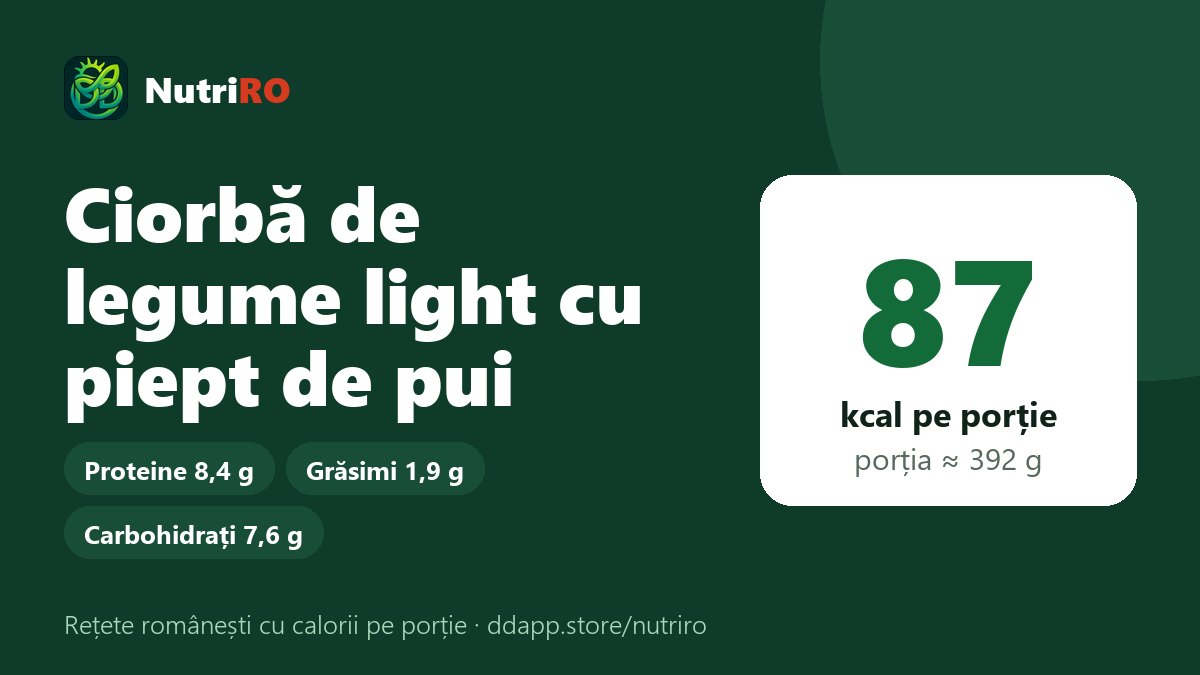 NutriRO
Ciorbă de
legume light cu
piept de pui
Proteine 8,4 g
Grăsimi 1,9 g
Carbohidrați 7,6 g
87
kcal pe porție
porția ≈ 392 g
Rețete românești cu calorii pe porție · ddapp.store/nutriro